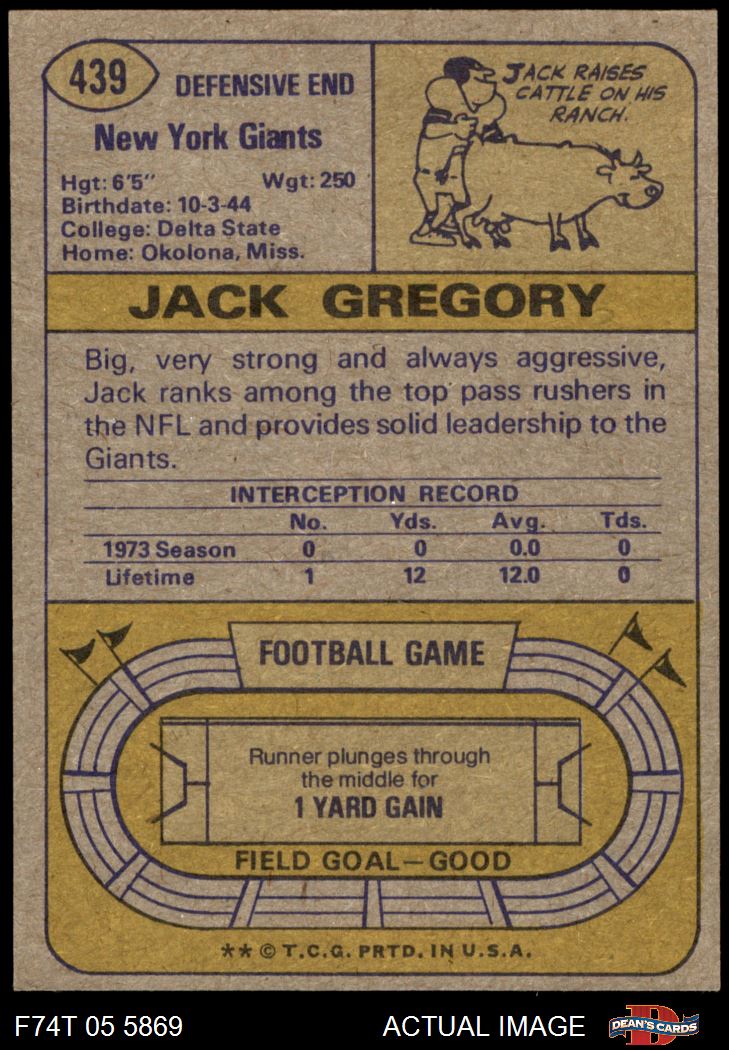 439
DEFENSIVE END
New York Giants
Hgt: 6'5" Wgt: 250
Birthdate: 10-3-44
College: Delta State
Home: Okolona, Miss.
JACK RAISES
CATTLE ON HIS
RANCH.
JACK GREGORY
Big, very strong and always aggressive,
Jack ranks among the top pass rushers in
the NFL and provides solid leadership to the
Giants.
INTERCEPTION RECORD
No. Yds. Avg. Tds.
1973 Season 0 0 0.0 0
Lifetime 1 12 12.0 0
FOOTBALL GAME
Runner plunges through
the middle for
1 YARD GAIN
FIELD GOAL—GOOD
** © T.C.G. PRTD. IN U.S.A.
F74T 05 5869 ACTUAL IMAGE
D
DEAN'S CARDS